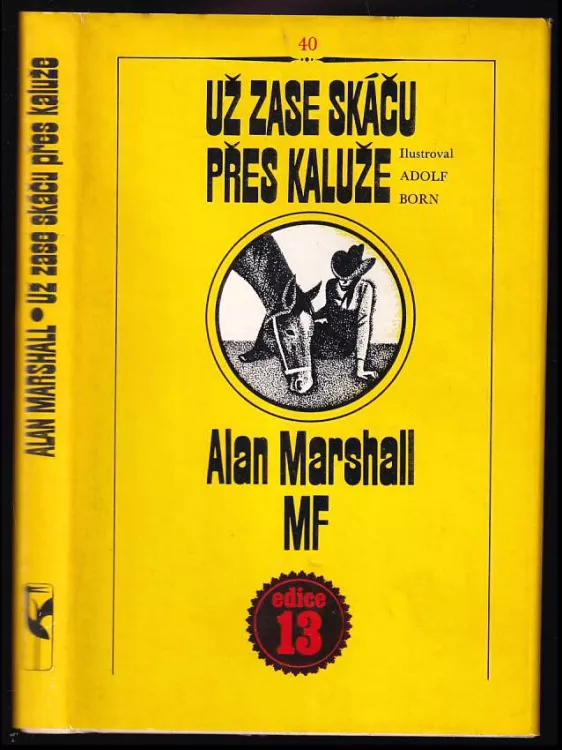 40
UŽ ZASE SKÁČU
PŘES KALUŽE
Ilustroval
ADOLF
BORN
Alan Marshall
MF
edice
13
ALAN MARSHALL • Už zase skáču přes kaluže